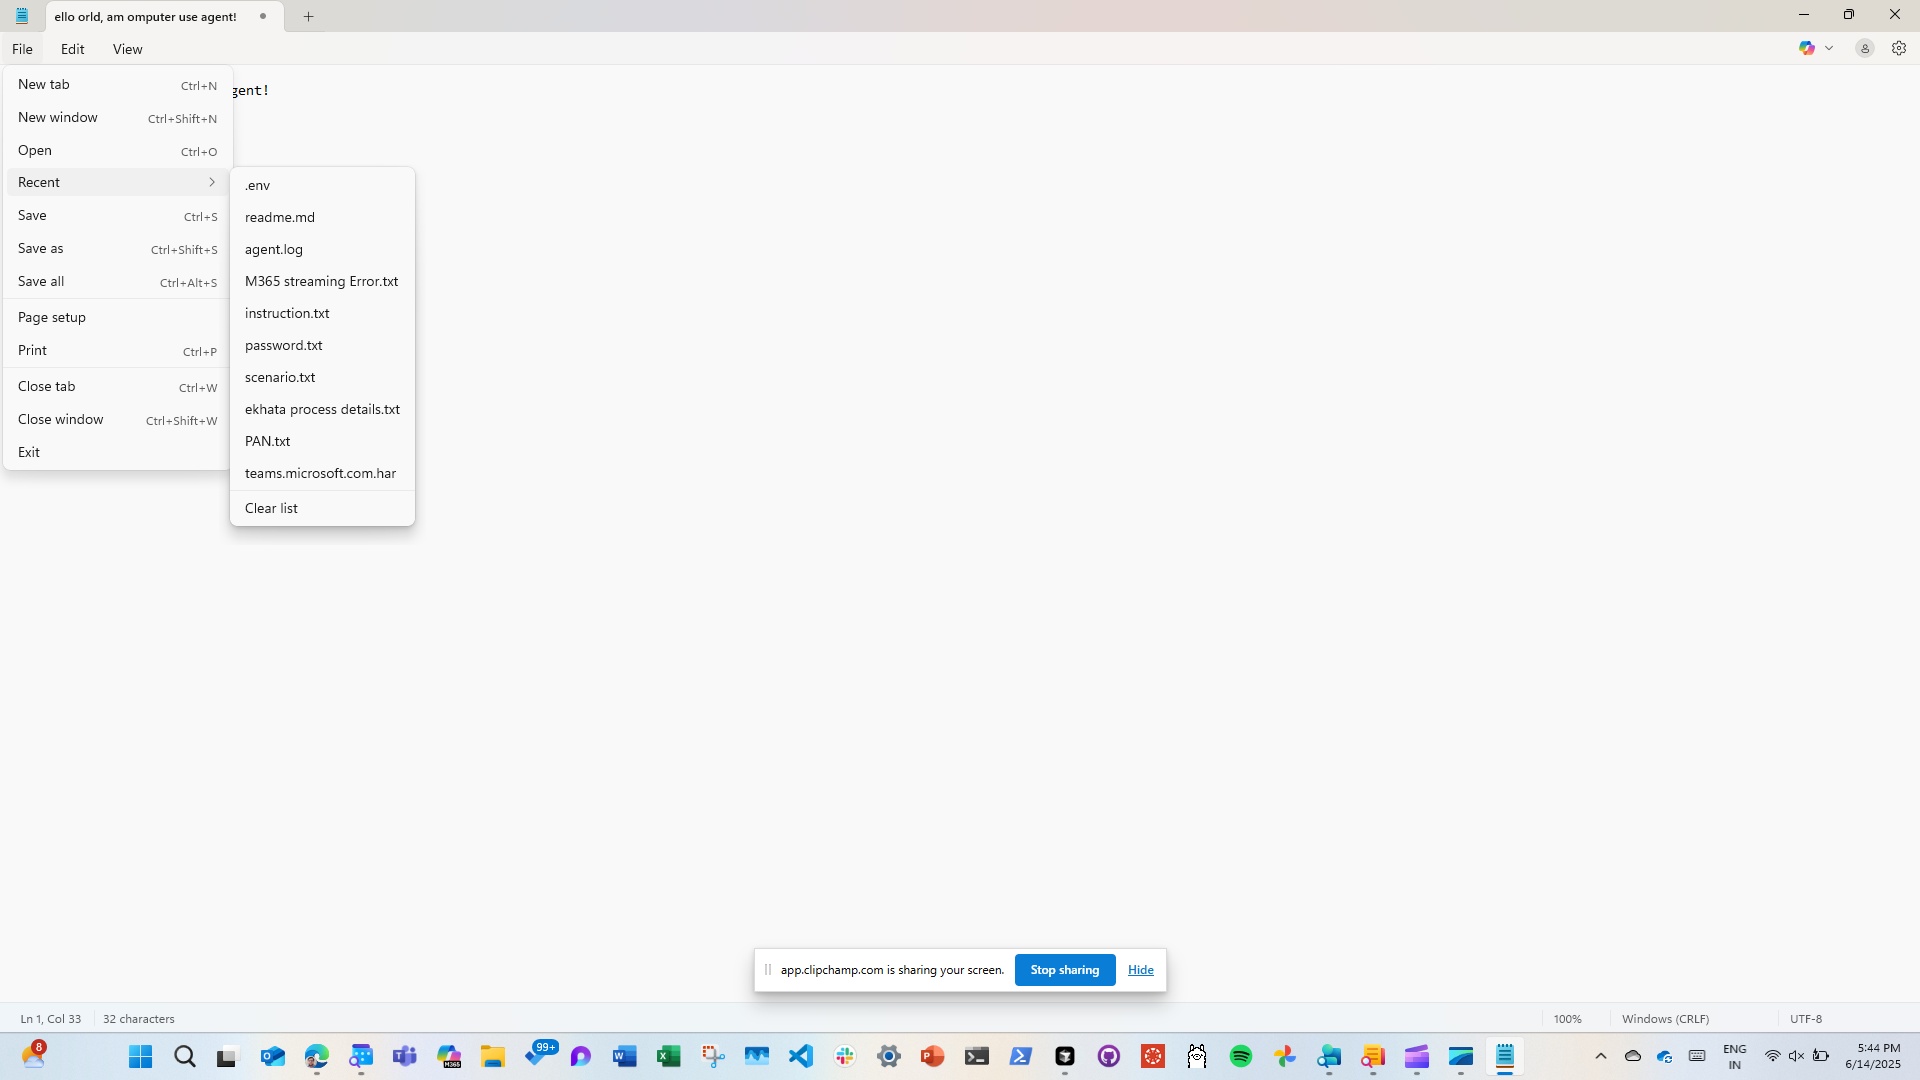 ello orld, am omputer use agent!
File Edit View
gent!
New tab Ctrl+N
New window Ctrl+Shift+N
Open Ctrl+O
Recent
Save Ctrl+S
Save as Ctrl+Shift+S
Save all Ctrl+Alt+S
Page setup
Print Ctrl+P
Close tab Ctrl+W
Close window Ctrl+Shift+W
Exit
.env
readme.md
agent.log
M365 streaming Error.txt
instruction.txt
password.txt
scenario.txt
ekhata process details.txt
PAN.txt
teams.microsoft.com.har
Clear list
app.clipchamp.com is sharing your screen. Stop sharing Hide
Ln 1, Col 33 32 characters 100% Windows (CRLF) UTF-8
8
M365
99+
ENG
IN
5:44 PM
6/14/2025